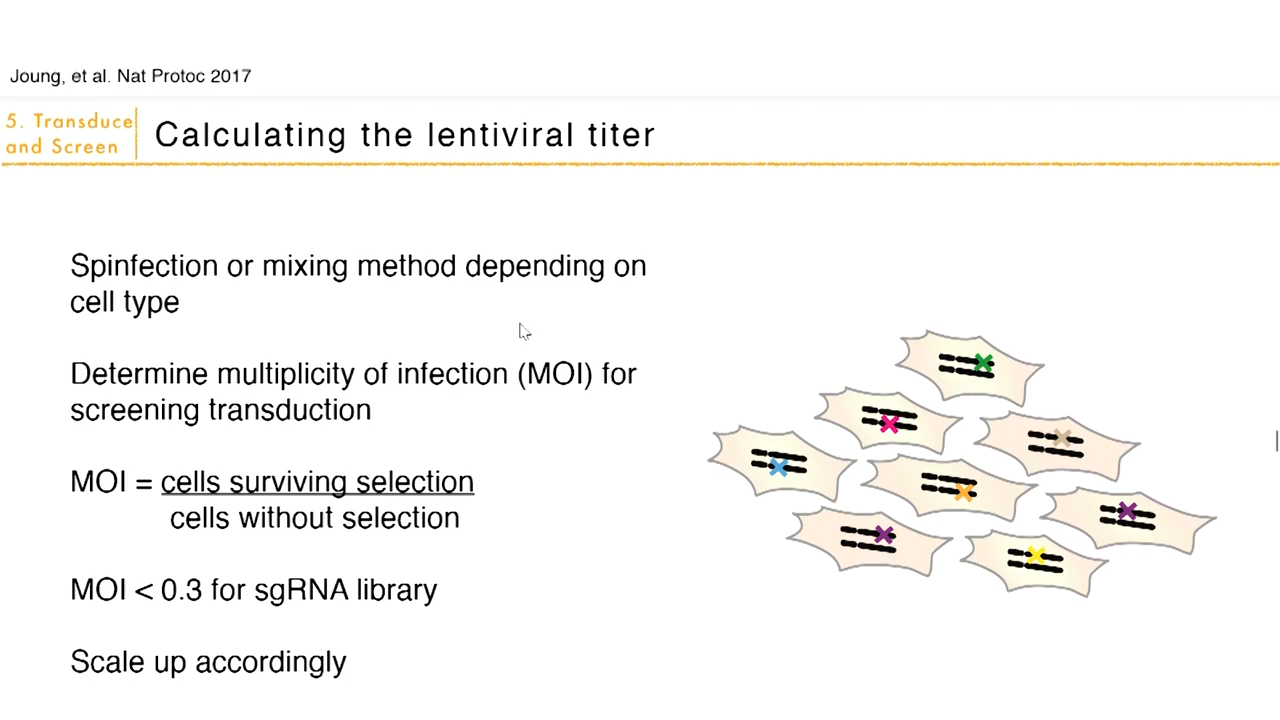 Joung, et al. Nat Protoc 2017
5. Transduce
and Screen
Calculating the lentiviral titer
Spinfection or mixing method depending on
cell type
Determine multiplicity of infection (MOI) for
screening transduction
MOI = cells surviving selection
cells without selection
MOI < 0.3 for sgRNA library
Scale up accordingly